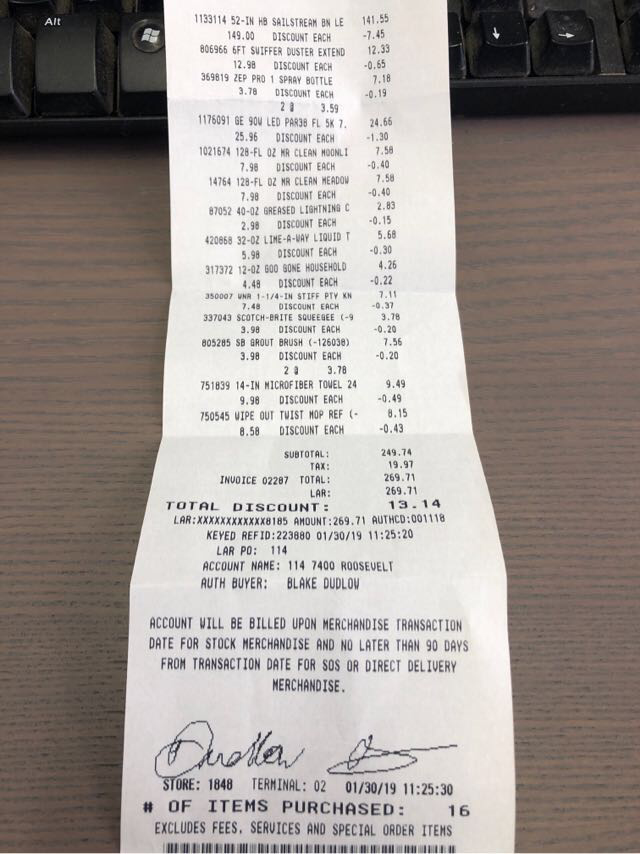 Alt
1133114 52-IN HB SAILSTREAM BN LE 141.55
149.00 DISCOUNT EACH -7.45
806966 6FT SWIFFER DUSTER EXTEND 12.33
12.98 DISCOUNT EACH -0.65
369819 ZEP PRO 1 SPRAY BOTTLE 7.18
3.78 DISCOUNT EACH -0.19
2 @ 3.59
1176091 GE 90W LED PAR38 FL 5K 7. 24.66
25.96 DISCOUNT EACH -1.30
1021674 128-FL OZ MR CLEAN MOONLI 7.58
7.98 DISCOUNT EACH -0.40
14764 128-FL OZ MR CLEAN MEADOW 7.58
7.98 DISCOUNT EACH -0.40
87052 40-OZ GREASED LIGHTNING C 2.83
2.98 DISCOUNT EACH -0.15
420868 32-OZ LIME-A-WAY LIQUID T 5.68
5.98 DISCOUNT EACH -0.30
317372 12-OZ GOO GONE HOUSEHOLD 4.26
4.48 DISCOUNT EACH -0.22
350007 WNR 1-1/4-IN STIFF PTY KN 7.11
7.48 DISCOUNT EACH -0.37
337043 SCOTCH-BRITE SQUEEGEE (-9 3.78
3.98 DISCOUNT EACH -0.20
805285 SB GROUT BRUSH (-126038) 7.56
3.98 DISCOUNT EACH -0.20
2 @ 3.78
751839 14-IN MICROFIBER TOWEL 24 9.49
9.98 DISCOUNT EACH -0.49
750545 WIPE OUT TWIST MOP REF (- 8.15
8.58 DISCOUNT EACH -0.43
SUBTOTAL: 249.74
TAX: 19.97
INVOICE 02287 TOTAL: 269.71
LAR: 269.71
TOTAL DISCOUNT: 13.14
LAR:XXXXXXXXXXXX8185 AMOUNT:269.71 AUTHCD:001118
KEYED REFID:223880 01/30/19 11:25:20
LAR PO: 114
ACCOUNT NAME: 114 7400 ROOSEVELT
AUTH BUYER: BLAKE DUDLOW
ACCOUNT WILL BE BILLED UPON MERCHANDISE TRANSACTION
DATE FOR STOCK MERCHANDISE AND NO LATER THAN 90 DAYS
FROM TRANSACTION DATE FOR SOS OR DIRECT DELIVERY
MERCHANDISE.
STORE: 1848 TERMINAL: 02 01/30/19 11:25:30
# OF ITEMS PURCHASED: 16
EXCLUDES FEES, SERVICES AND SPECIAL ORDER ITEMS